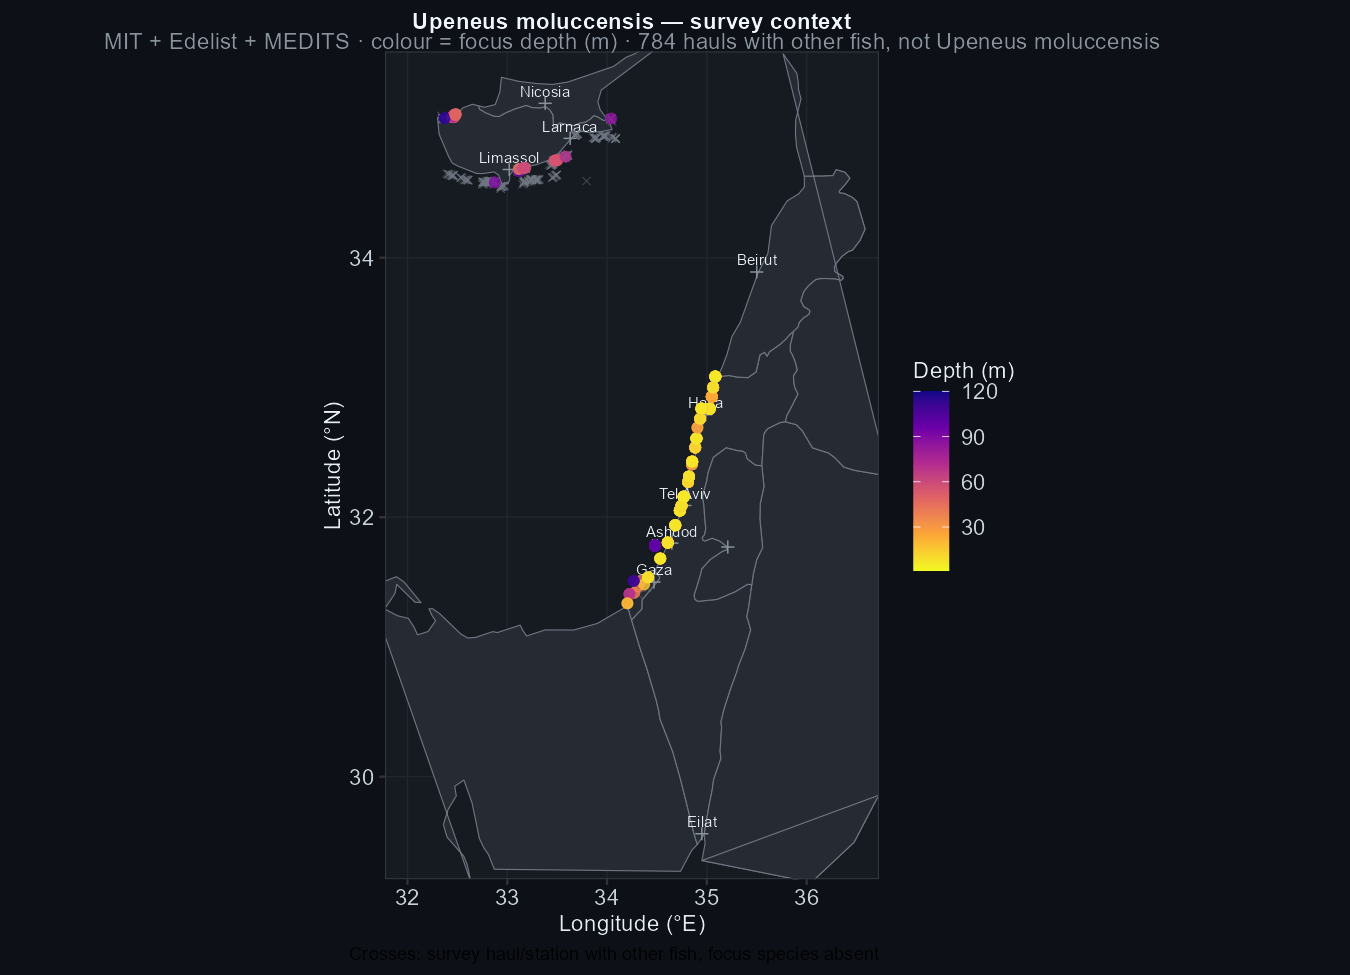 Upeneus moluccensis — survey context
MIT + Edelist + MEDITS · colour = focus depth (m) · 784 hauls with other fish, not Upeneus moluccensis
Nicosia
Larnaca
Limassol
34
Beirut
Depth (m)
120
90
60
30
Haifa
Latitude (°N)
Tel Aviv
32
Ashdod
Gaza
30
Eilat
32 33 34 35 36
Longitude (°E)
Crosses: survey haul/station with other fish, focus species absent